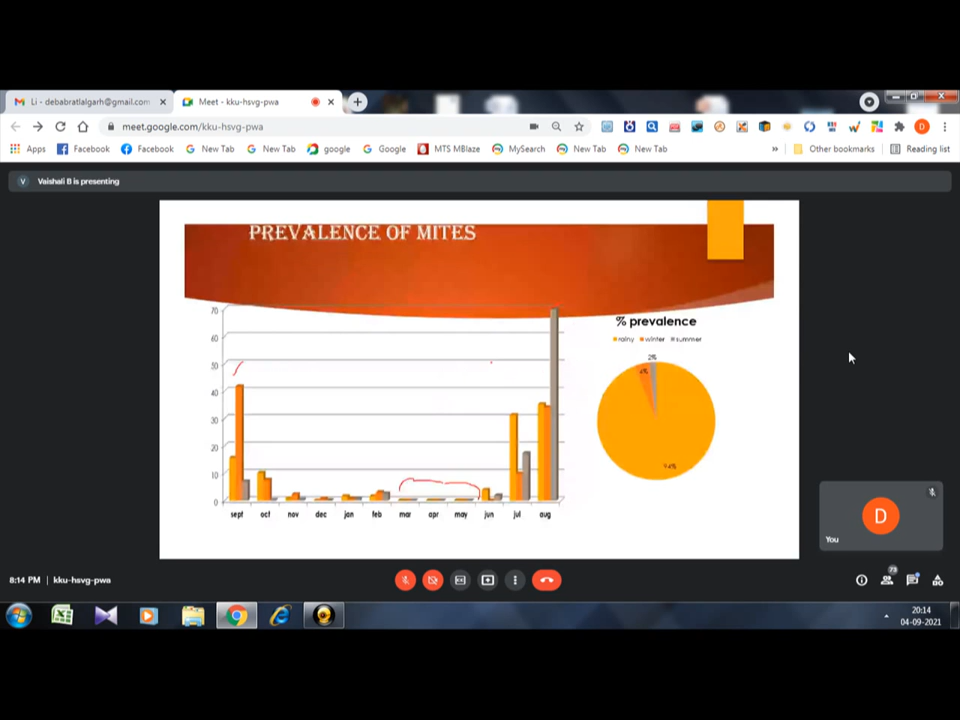 Li - debabratlalgarh@gmail.com
Meet - kku-hsvg-pwa
meet.google.com/kku-hsvg-pwa
D
Apps Facebook Facebook New Tab New Tab google Google MTS MBlaze MySearch New Tab New Tab » Other bookmarks Reading list
V Vaishali B is presenting
PREVALENCE OF MITES
% prevalence
rainy winter summer
2%
4%
94%
70
60
50
40
30
20
10
0
sept oct nov dec jan feb mar apr may jun jul aug
D
You
8:14 PM | kku-hsvg-pwa
73
20:14
04-09-2021